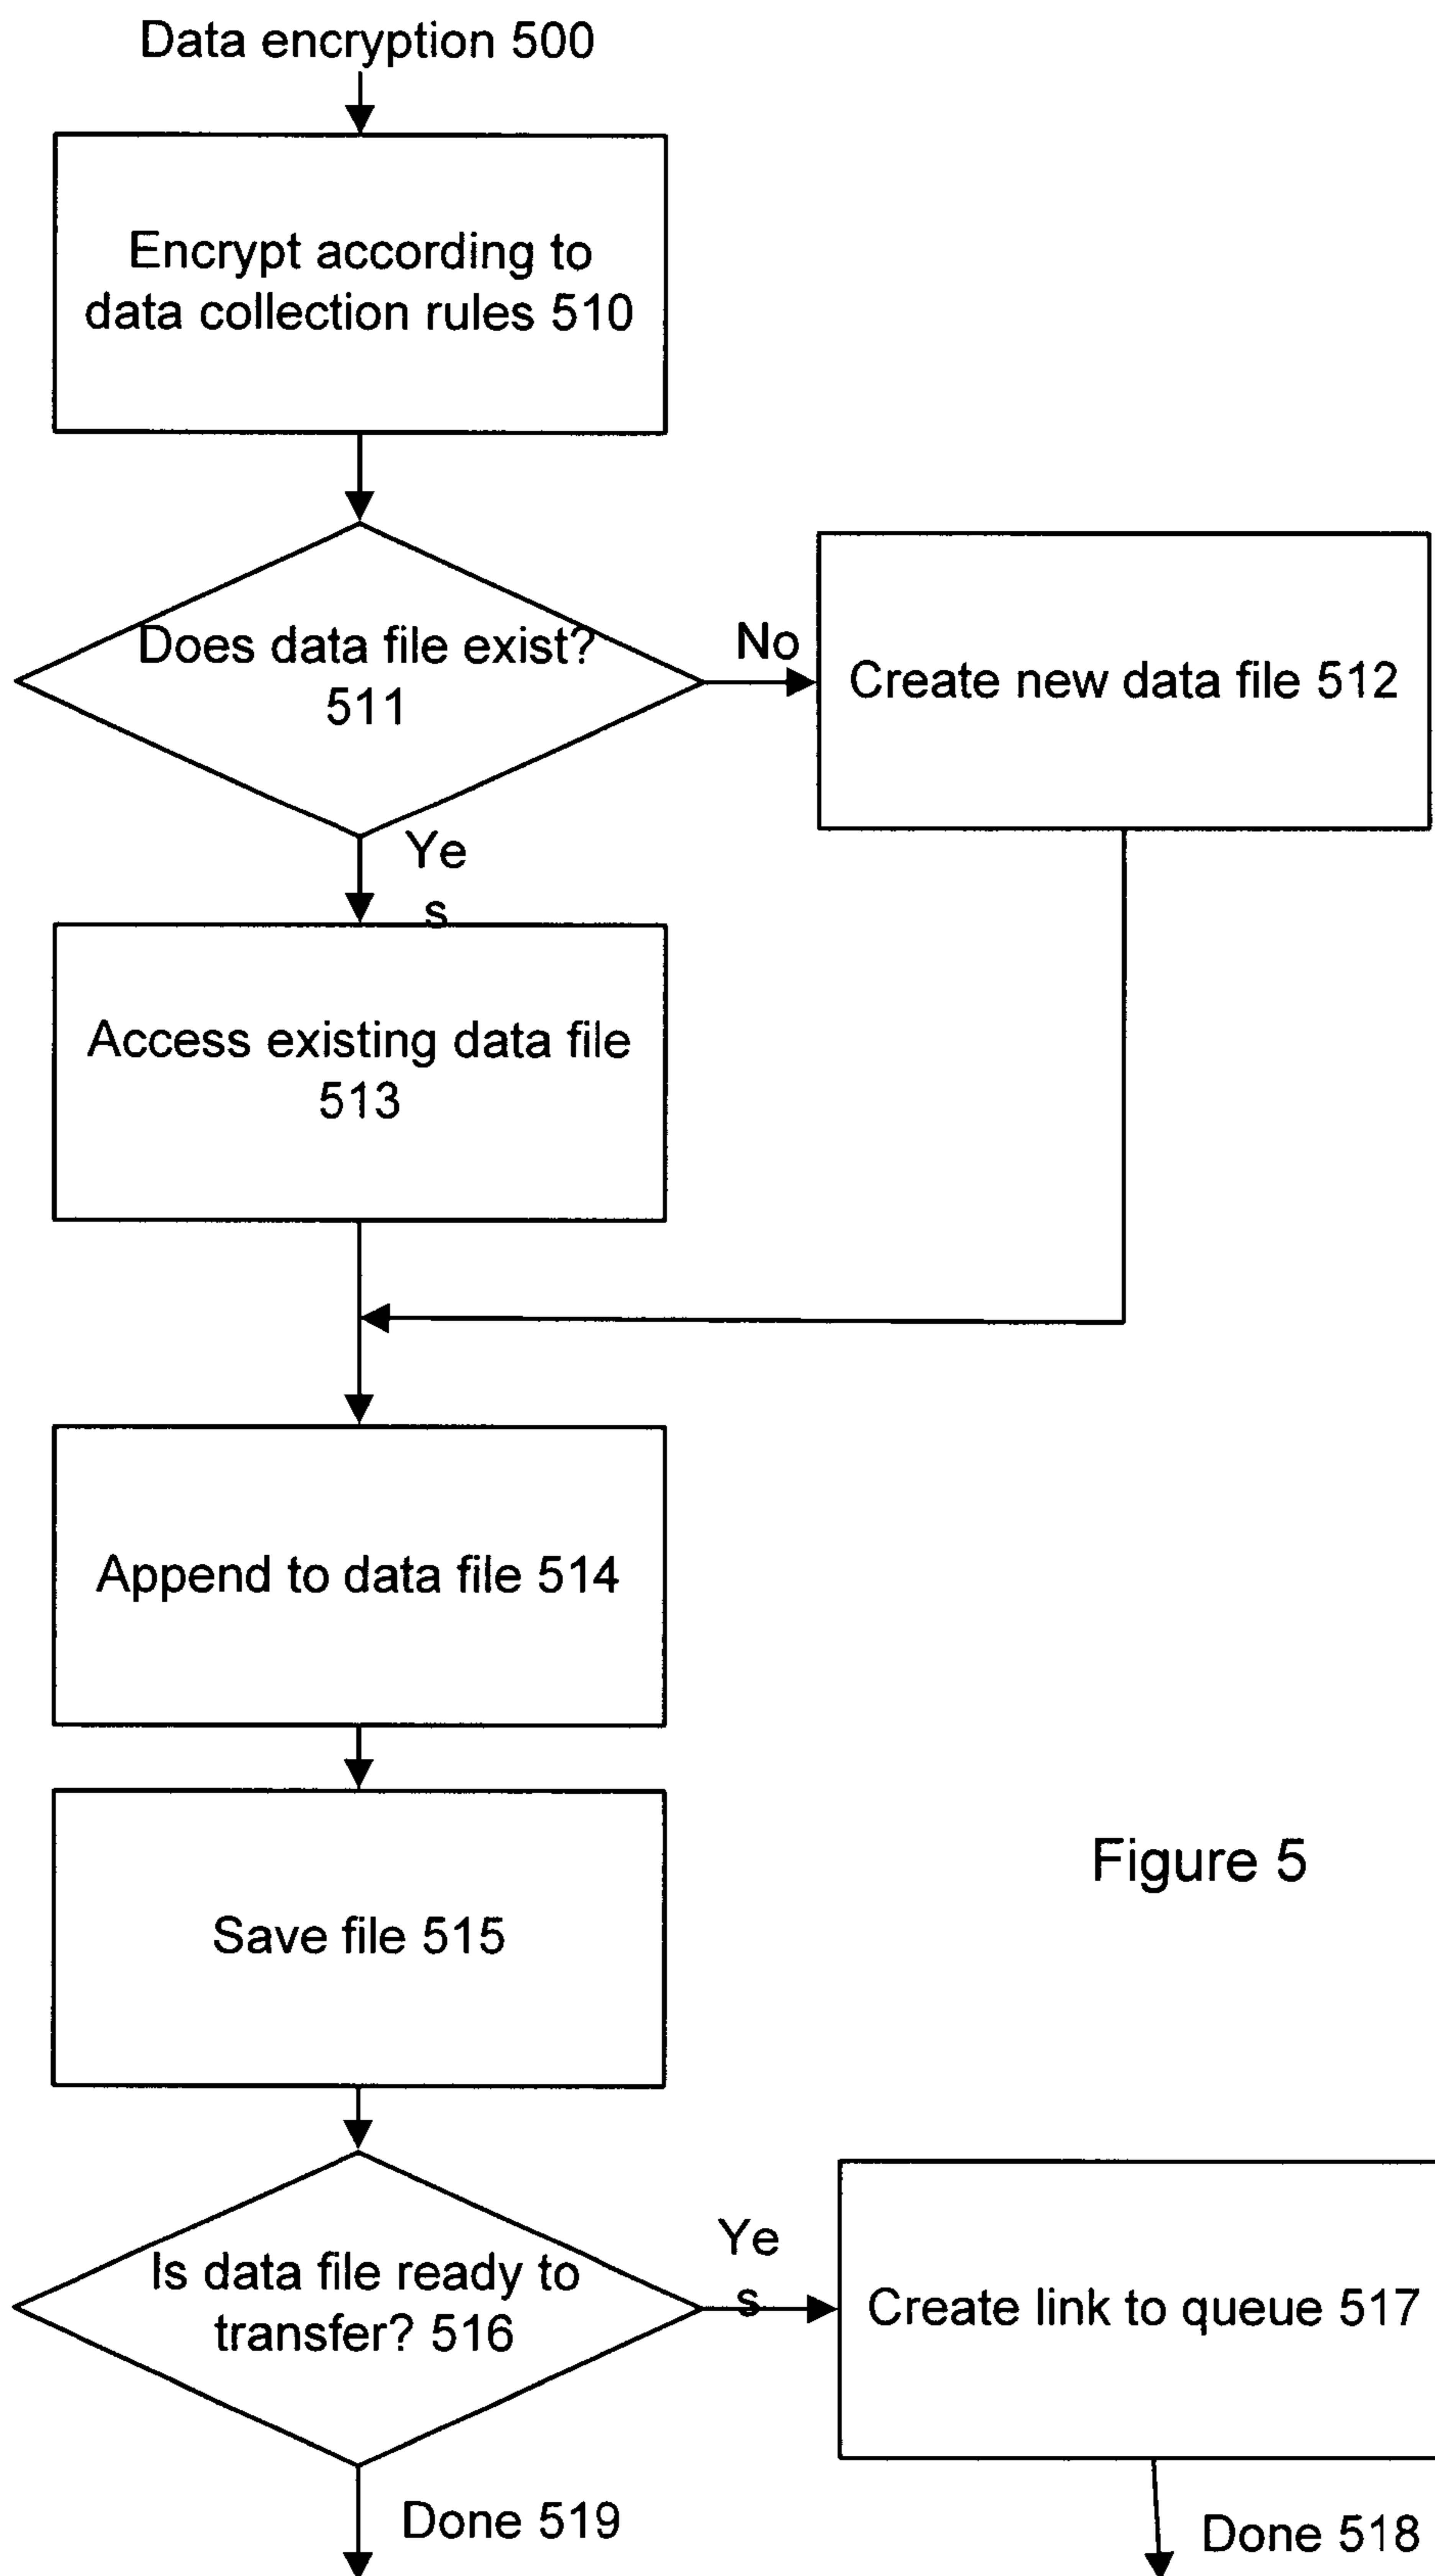 Data encryption 500
Encrypt according to
data collection rules 510
Does data file exist?
511
No
Create new data file 512
Ye
s
Access existing data file
513
Append to data file 514
Save file 515
Figure 5
Is data file ready to
transfer? 516
Ye
s
Create link to queue 517
Done 519
Done 518